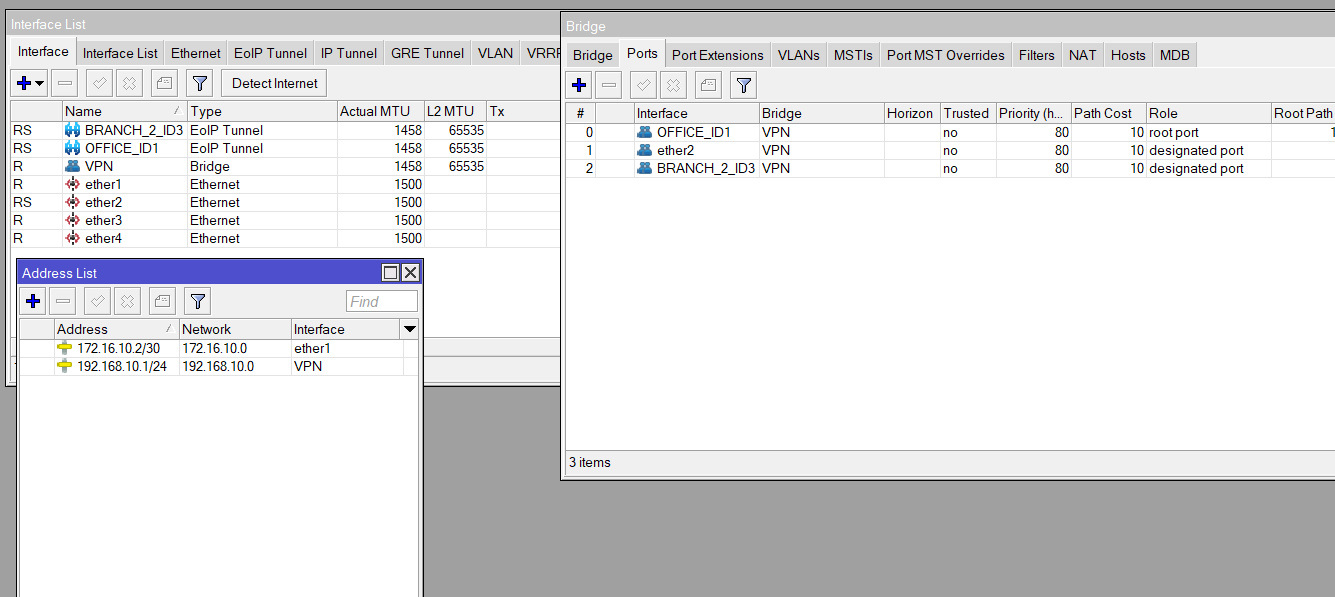 Interface List
Interface Interface List Ethernet EoIP Tunnel IP Tunnel GRE Tunnel VLAN
Detect Internet
Name Type Actual MTU L2 MTU Tx
RS BRANCH_2_ID3 EoIP Tunnel 1458 65535
RS OFFICE_ID1 EoIP Tunnel 1458 65535
R VPN Bridge 1458 65535
R ether1 Ethernet 1500
RS ether2 Ethernet 1500
R ether3 Ethernet 1500
R ether4 Ethernet 1500
Address List
Find
Address Network Interface
172.16.10.2/30 172.16.10.0 ether1
192.168.10.1/24 192.168.10.0 VPN
Bridge
Bridge Ports Port Extensions VLANs MSTIs Port MST Overrides Filters NAT Hosts MDB
# Interface Bridge Horizon Trusted Priority (h... Path Cost Role Root Path
0 OFFICE_ID1 VPN no 80 10 root port
1 ether2 VPN no 80 10 designated port
2 BRANCH_2_ID3 VPN no 80 10 designated port
3 items